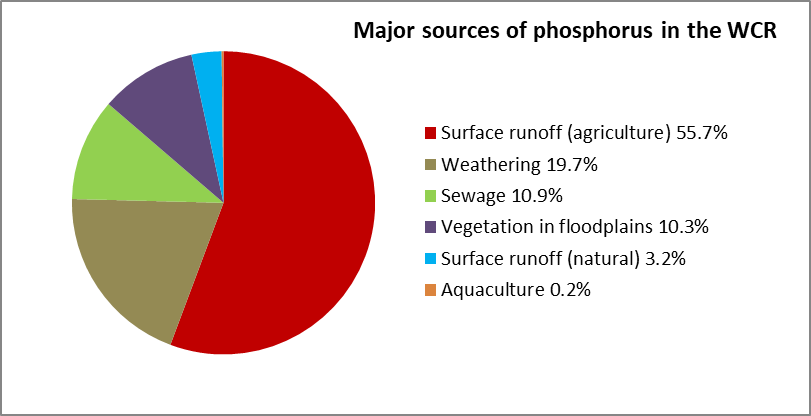 Major sources of phosphorus in the WCR
Surface runoff (agriculture) 55.7%
Weathering 19.7%
Sewage 10.9%
Vegetation in floodplains 10.3%
Surface runoff (natural) 3.2%
Aquaculture 0.2%